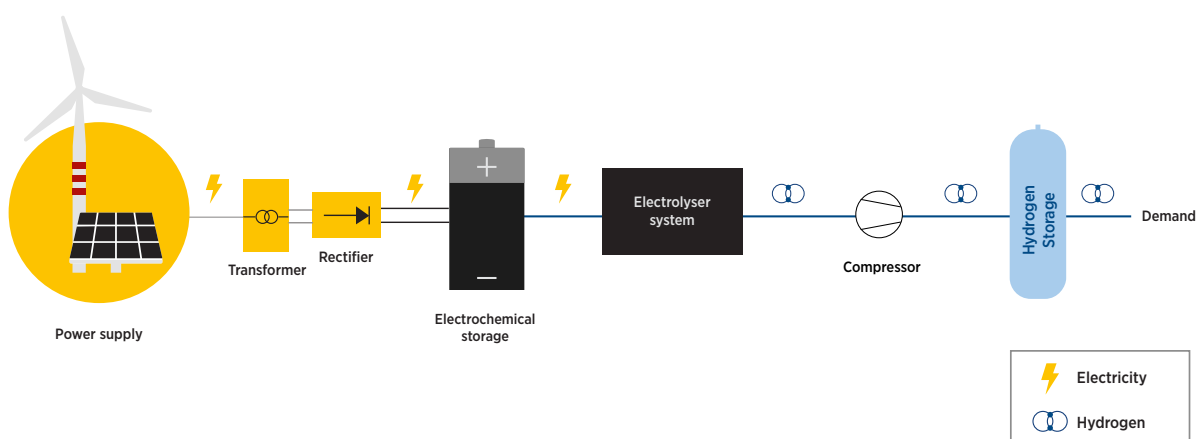 Power supply
Transformer
Rectifier
Electrochemical
storage
Electrolyser
system
Compressor
Hydrogen
Storage
Demand
Electricity
Hydrogen